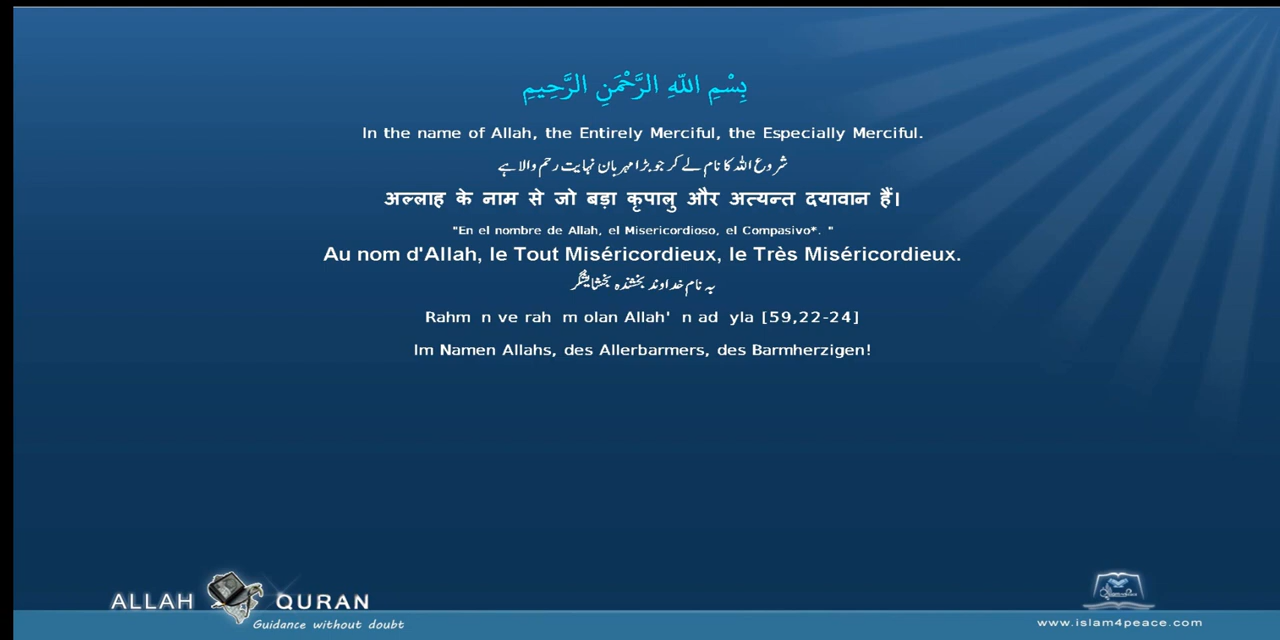 بِسْمِ اللّهِ الرَّحْمَنِ الرَّحِيمِ
In the name of Allah, the Entirely Merciful, the Especially Merciful.
شروع اللہ کا نام لے کر جو بڑا مہربان نہایت رحم والا ہے
अल्लाह के नाम से जो बड़ा कृपालु और अत्यन्त दयावान हैं।
"En el nombre de Allah, el Misericordioso, el Compasivo*. "
Au nom d'Allah, le Tout Miséricordieux, le Très Miséricordieux.
به نام خداوند بخشنده بخشایشگر
Rahm n ve rah m olan Allah' n ad yla [59,22-24]
Im Namen Allahs, des Allerbarmers, des Barmherzigen!
ALLAH QURAN
Guidance without doubt
www.islam4peace.com